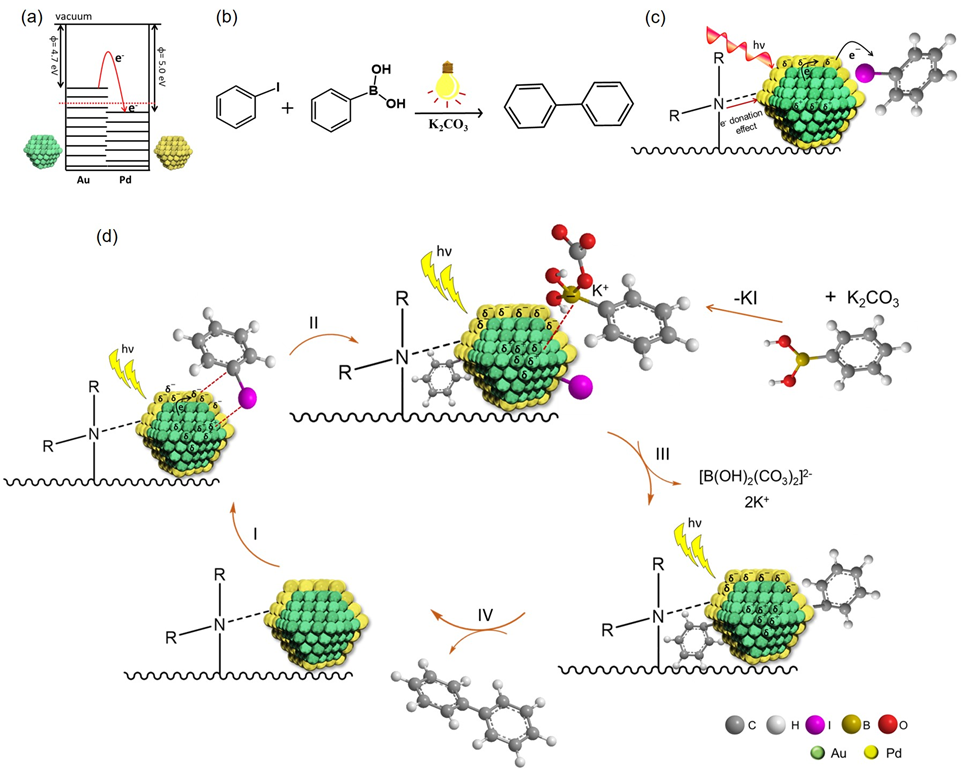 (a)
vacuum
ϕ= 4.7 eV
ϕ= 5.0 eV
e-
e-
Au Pd
(b)
I
+
HO
B
OH
K₂CO₃
(c)
hν
R
R
N
e⁻ donation
effect
δ⁻ δ⁻ δ⁻
e⁻
e⁻
δ⁻ δ⁻ δ⁻
(d)
hν
R
R
N
δ⁻
δ⁻ δ⁻ δ⁻ δ⁻
e⁻
δ⁻ δ⁻ δ⁻
II
hν
R
R
N
δ⁻ δ⁻ δ⁻ δ⁻
δ⁻ δ⁻ δ⁻
K⁺
-KI
+ K₂CO₃
III
[B(OH)₂(CO₃)₂]²⁻
2K⁺
hν
R
R
N
δ⁻ δ⁻ δ⁻ δ⁻
δ⁻ δ⁻ δ⁻
IV
I
R
R
N
C H I B O
Au Pd